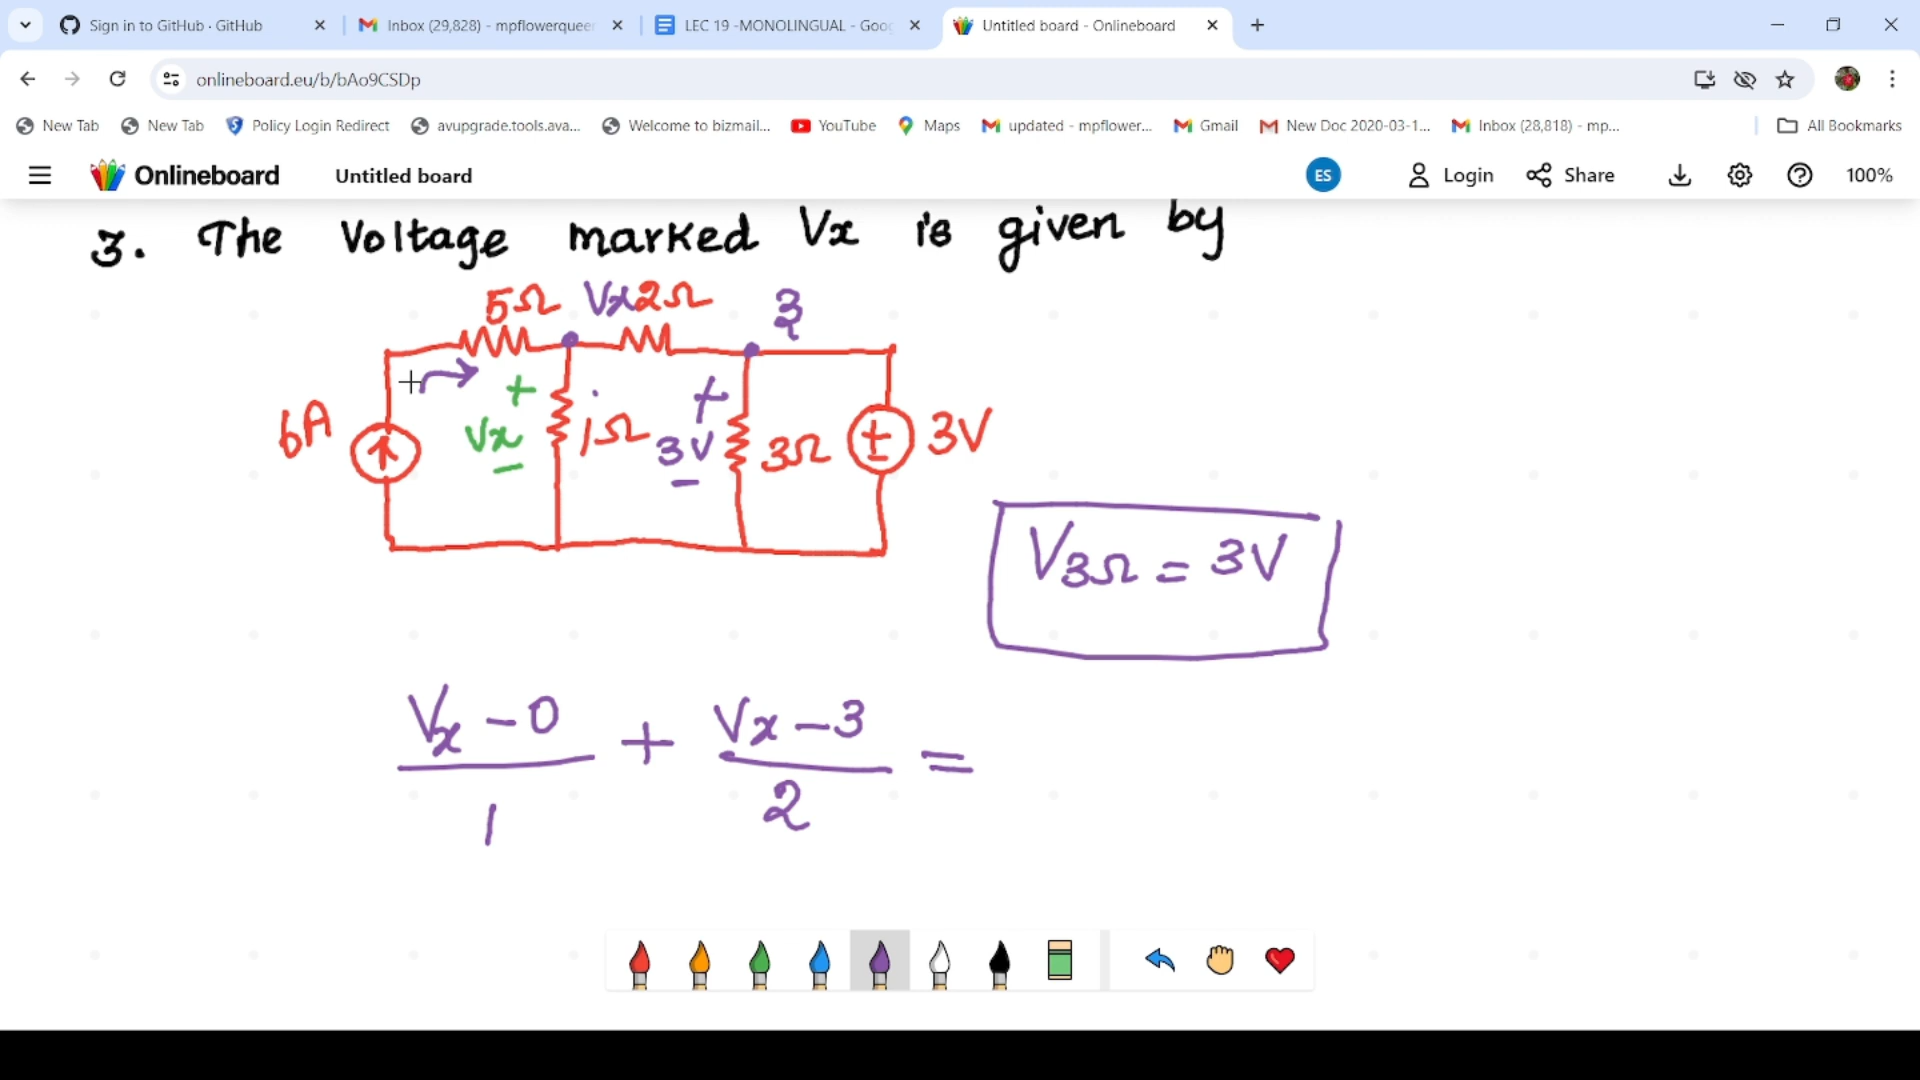 Sign in to GitHub · GitHub
Inbox (29,828) - mpflowerqueen
LEC 19 -MONOLINGUAL - Goog
Untitled board - Onlineboard
onlineboard.eu/b/bAo9CSDp
New Tab
New Tab
Policy Login Redirect
avupgrade.tools.ava...
Welcome to bizmail...
YouTube
Maps
updated - mpflower...
Gmail
New Doc 2020-03-1...
Inbox (28,818) - mp...
All Bookmarks
Onlineboard
Untitled board
ES
Login
Share
100%
3. The Voltage marked Vx is given by
5Ω Vx 2Ω 3
6A + Vx - 1Ω + 3V - 3Ω ± 3V
V3Ω = 3V
Vx - 0 + Vx - 3 =
1 2